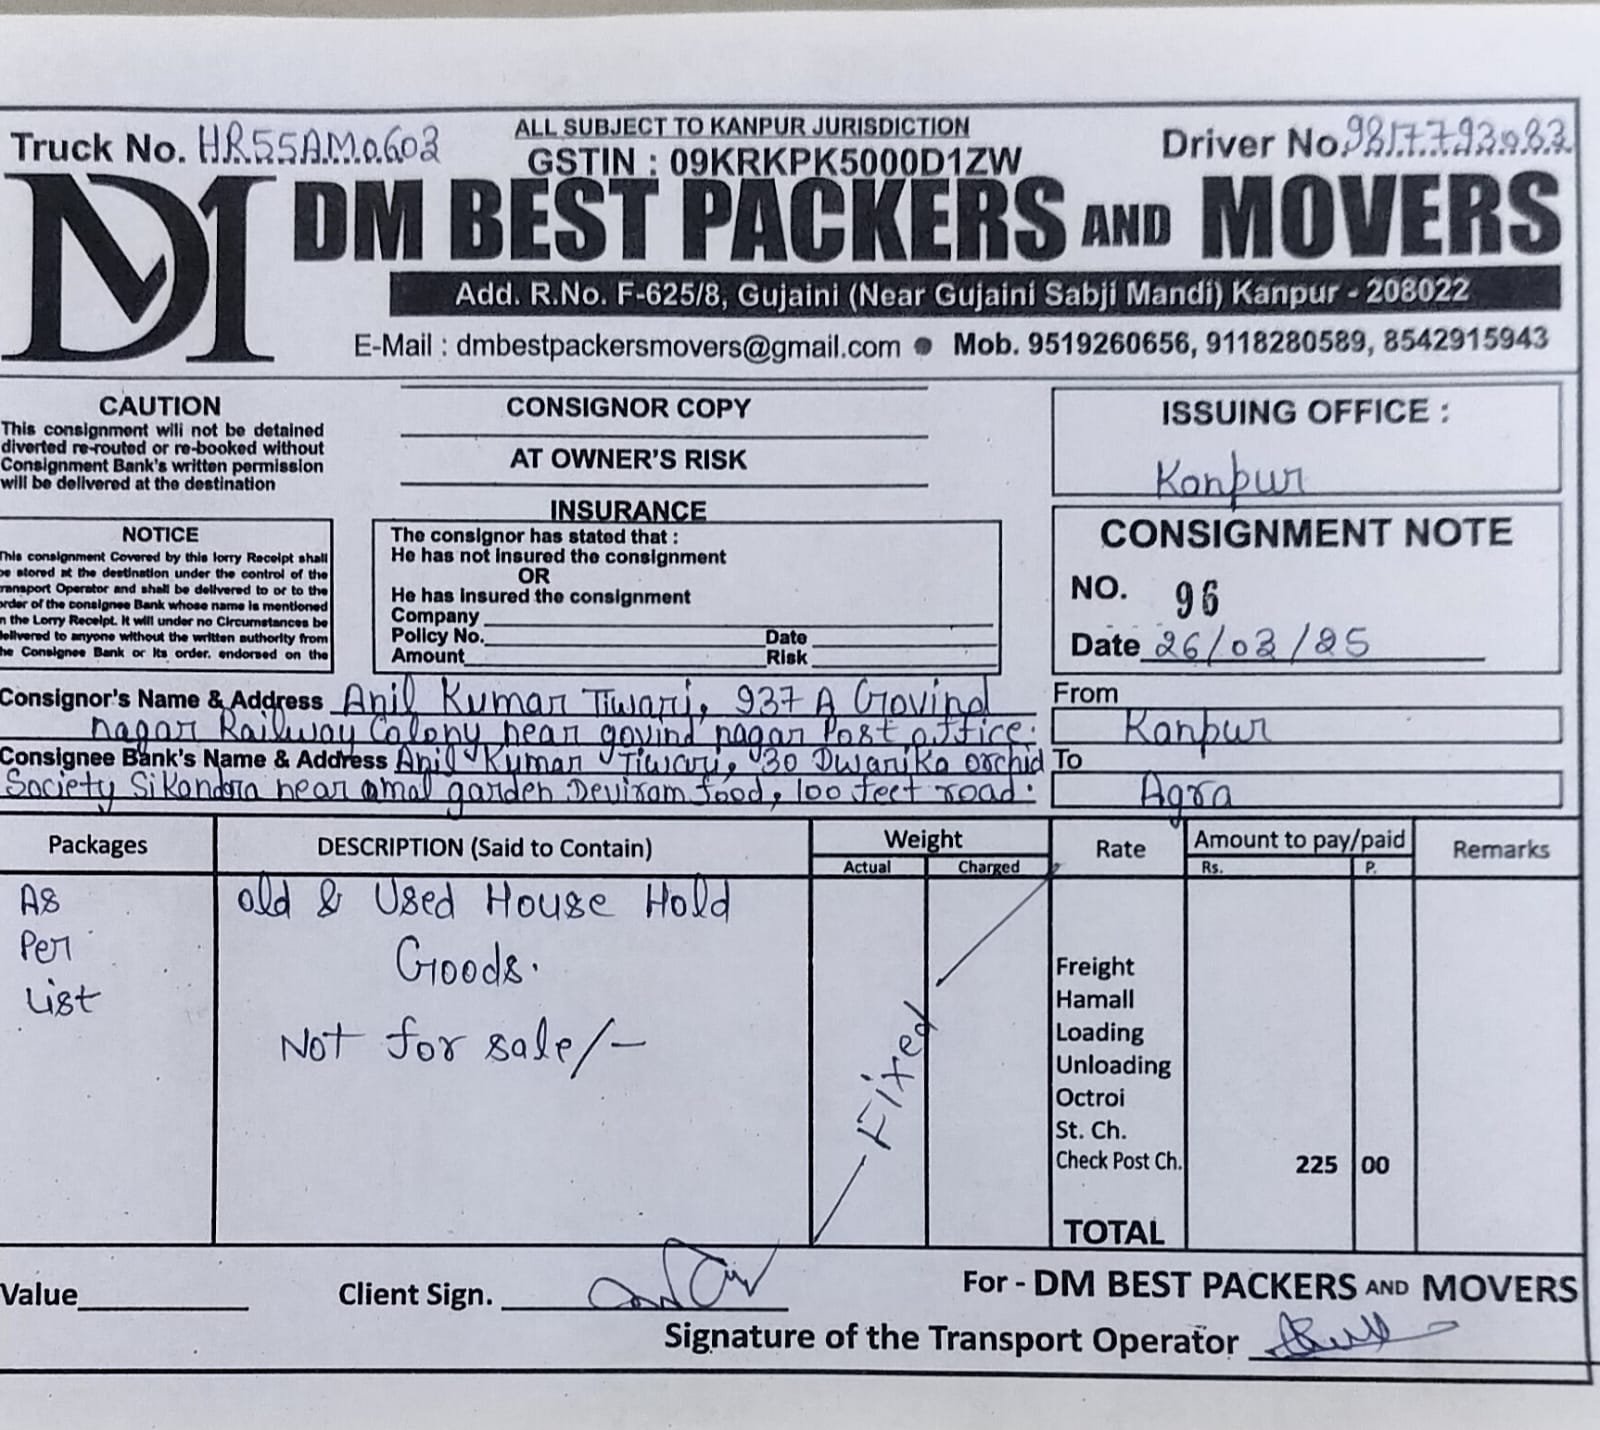 Truck No. HR55AM0603
ALL SUBJECT TO KANPUR JURISDICTION
GSTIN : 09KRKPK5000D1ZW
Driver No. 9817793083
DM
DM BEST PACKERS AND MOVERS
Add. R.No. F-625/8, Gujaini (Near Gujaini Sabji Mandi) Kanpur - 208022
E-Mail : dmbestpackersmovers@gmail.com ● Mob. 9519260656, 9118280589, 8542915943
CAUTION
This consignment will not be detained
diverted re-routed or re-booked without
Consignment Bank's written permission
will be delivered at the destination
NOTICE
This consignment Covered by this lorry Receipt shall
be stored at the destination under the control of the
Transport Operator and shall be delivered to or to the
order of the consignee Bank whose name is mentioned
in the Lorry Receipt. It will under no Circumstances be
delivered to anyone without the written authority from
the Consignee Bank or its order. endorsed on the
CONSIGNOR COPY
AT OWNER'S RISK
INSURANCE
The consignor has stated that :
He has not insured the consignment
OR
He has insured the consignment
Company
Policy No. Date
Amount Risk
ISSUING OFFICE :
Kanpur
CONSIGNMENT NOTE
NO. 96
Date 26/03/25
Consignor's Name & Address Anil Kumar Tiwari, 937 A Govind
nagar Railway Colony near govind nagar Post office.
Consignee Bank's Name & Address Anil Kumar Tiwari, 30 Dwarika orchid
Society Sikandra near amal garden Deviram food, 100 feet road.
From
Kanpur
To
Agra
Packages
DESCRIPTION (Said to Contain)
Weight
Actual Charged
Rate
Amount to pay/paid
Rs. P.
Remarks
As
Per
List
Old & Used House Hold
Goods.
Not for sale/-
Fixed
Freight
Hamall
Loading
Unloading
Octroi
St. Ch.
Check Post Ch. 225 00
TOTAL
Value
Client Sign.
For - DM BEST PACKERS AND MOVERS
Signature of the Transport Operator